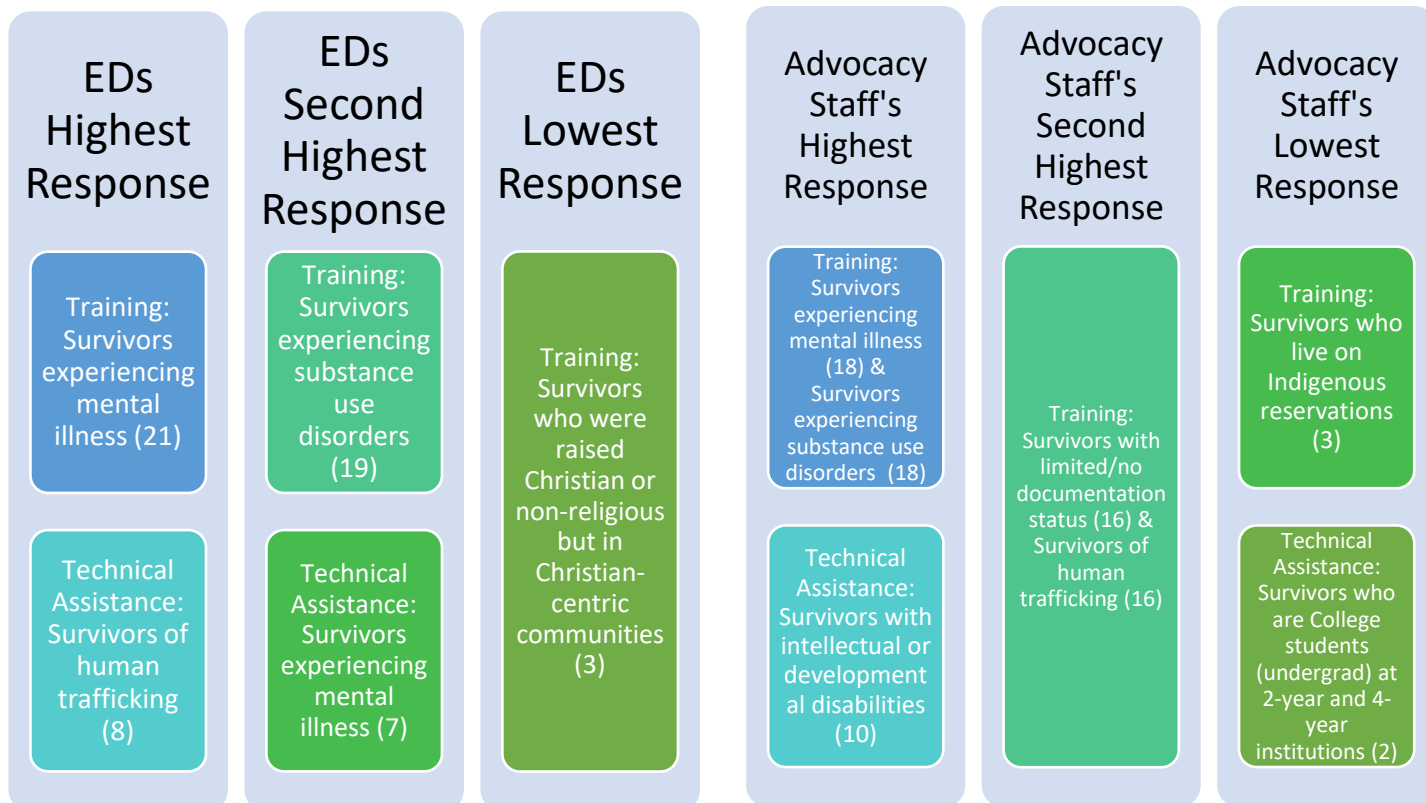 EDs
Highest
Response
Training:
Survivors
experiencing
mental
illness (21)
Technical
Assistance:
Survivors of
human
trafficking
(8)
EDs
Second
Highest
Response
Training:
Survivors
experiencing
substance
use
disorders
(19)
Technical
Assistance:
Survivors
experiencing
mental
illness (7)
EDs
Lowest
Response
Training:
Survivors
who were
raised
Christian or
non-religious
but in
Christian-
centric
communities
(3)
Advocacy
Staff's
Highest
Response
Training:
Survivors
experiencing
mental illness
(18) &
Survivors
experiencing
substance use
disorders (18)
Technical
Assistance:
Survivors with
intellectual or
development
al disabilities
(10)
Advocacy
Staff's
Second
Highest
Response
Training:
Survivors with
limited/no
documentation
status (16) &
Survivors of
human
trafficking (16)
Advocacy
Staff's
Lowest
Response
Training:
Survivors who
live on
Indigenous
reservations
(3)
Technical
Assistance:
Survivors who
are College
students
(undergrad) at
2-year and 4-
year
institutions (2)